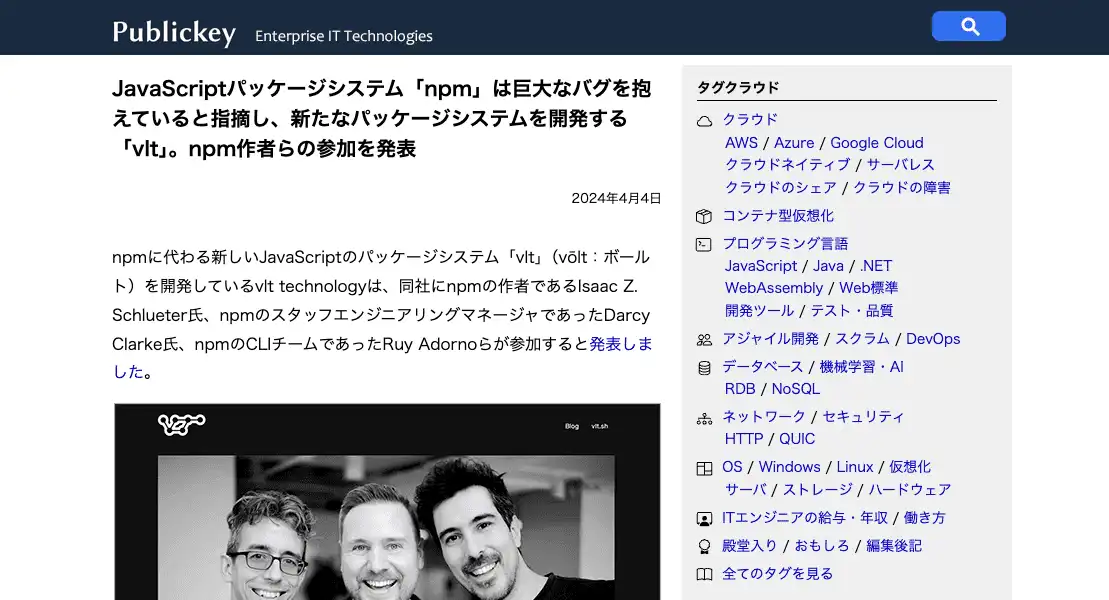 Publickey Enterprise IT Technologies
JavaScriptパッケージシステム「npm」は巨大なバグを抱
えていると指摘し、新たなパッケージシステムを開発する
「vlt」。npm作者らの参加を発表
2024年4月4日
npmに代わる新しいJavaScriptのパッケージシステム「vlt」（vōlt：ボール
ト）を開発しているvlt technologyは、同社にnpmの作者であるIsaac Z.
Schlueter氏、npmのスタッフエンジニアリングマネージャであったDarcy
Clarke氏、npmのCLIチームであったRuy Adornoらが参加すると発表しま
した。
Blog vlt.sh
タグクラウド
クラウド
AWS / Azure / Google Cloud
クラウドネイティブ / サーバレス
クラウドのシェア / クラウドの障害
コンテナ型仮想化
プログラミング言語
JavaScript / Java / .NET
WebAssembly / Web標準
開発ツール / テスト・品質
アジャイル開発 / スクラム / DevOps
データベース / 機械学習・AI
RDB / NoSQL
ネットワーク / セキュリティ
HTTP / QUIC
OS / Windows / Linux / 仮想化
サーバ / ストレージ / ハードウェア
ITエンジニアの給与・年収 / 働き方
殿堂入り / おもしろ / 編集後記
全てのタグを見る